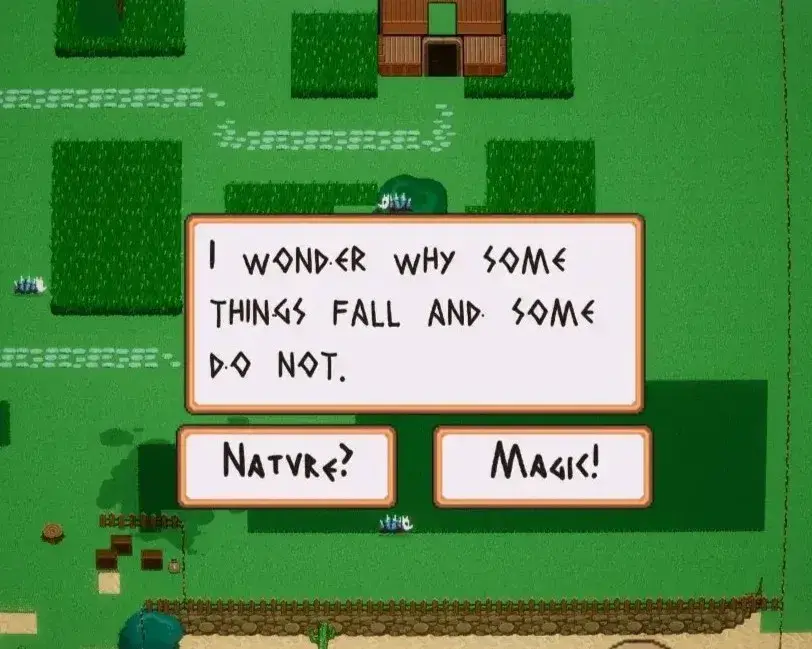 I WONDER WHY SOME
THINGS FALL AND SOME
DO NOT.
NATVRE?
MAGIC!